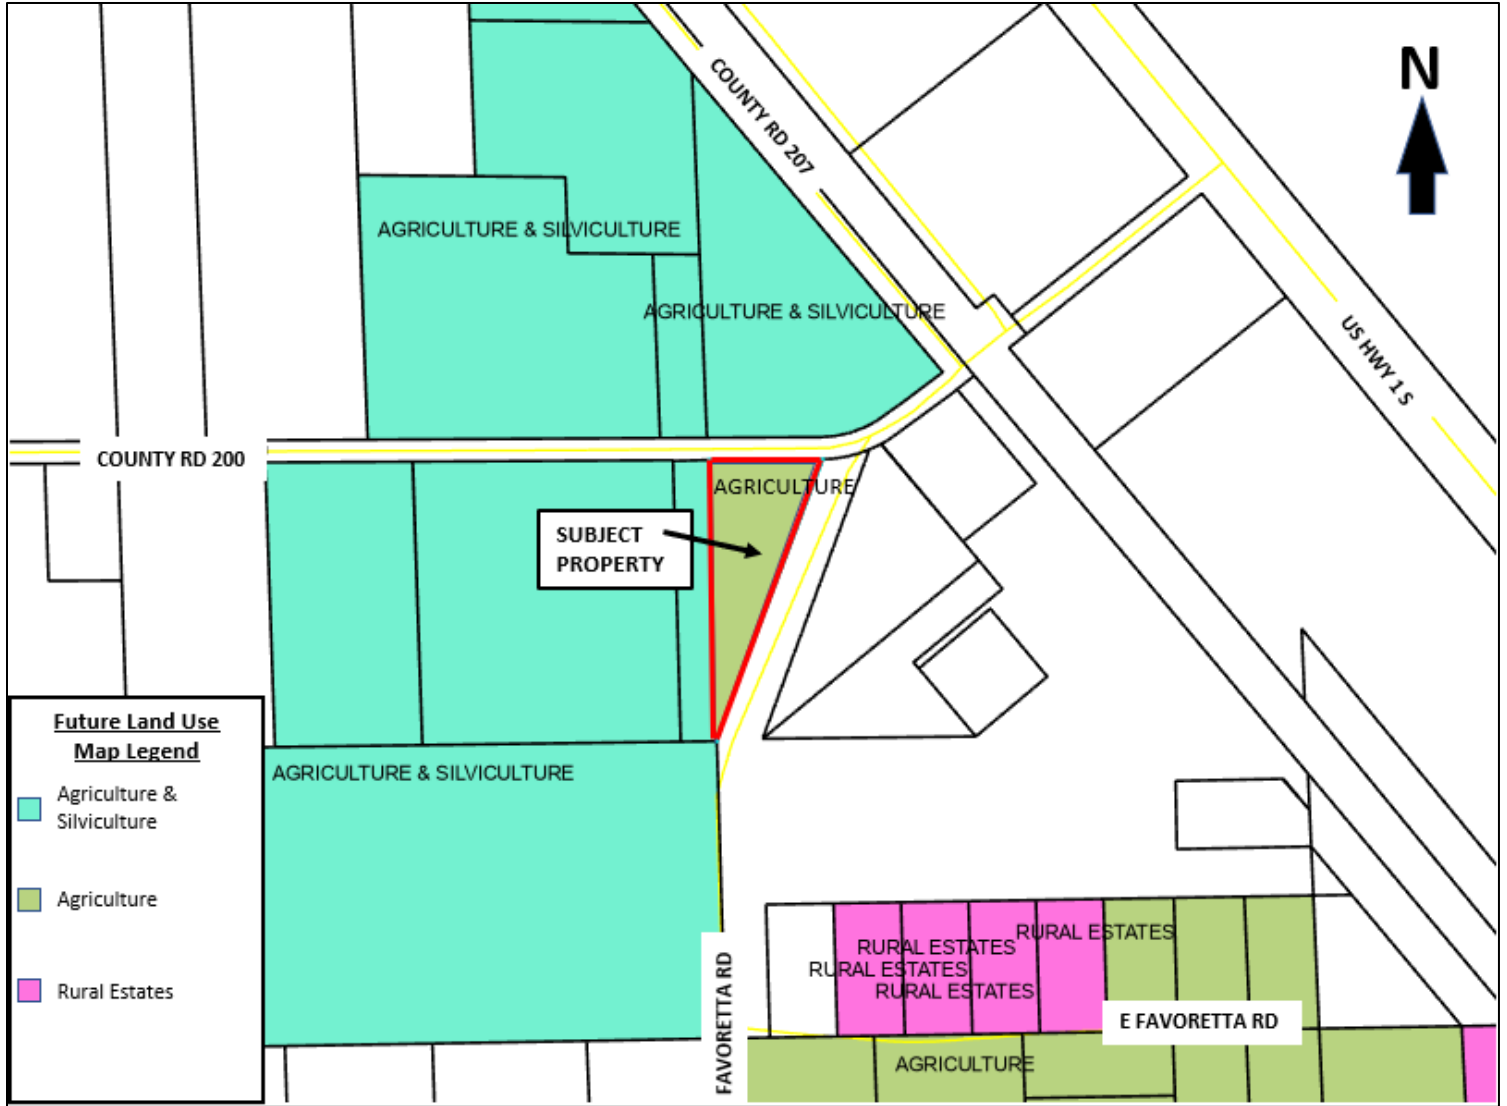 N
COUNTY RD 207
AGRICULTURE & SILVICULTURE
AGRICULTURE & SILVICULTURE
US HWY 1 S
COUNTY RD 200
AGRICULTURE
SUBJECT
PROPERTY
Future Land Use
Map Legend
Agriculture &
Silviculture
Agriculture
Rural Estates
AGRICULTURE & SILVICULTURE
FAVORETTA RD
RURAL ESTATES
RURAL ESTATES
RURAL ESTATES
RURAL ESTATES
E FAVORETTA RD
AGRICULTURE